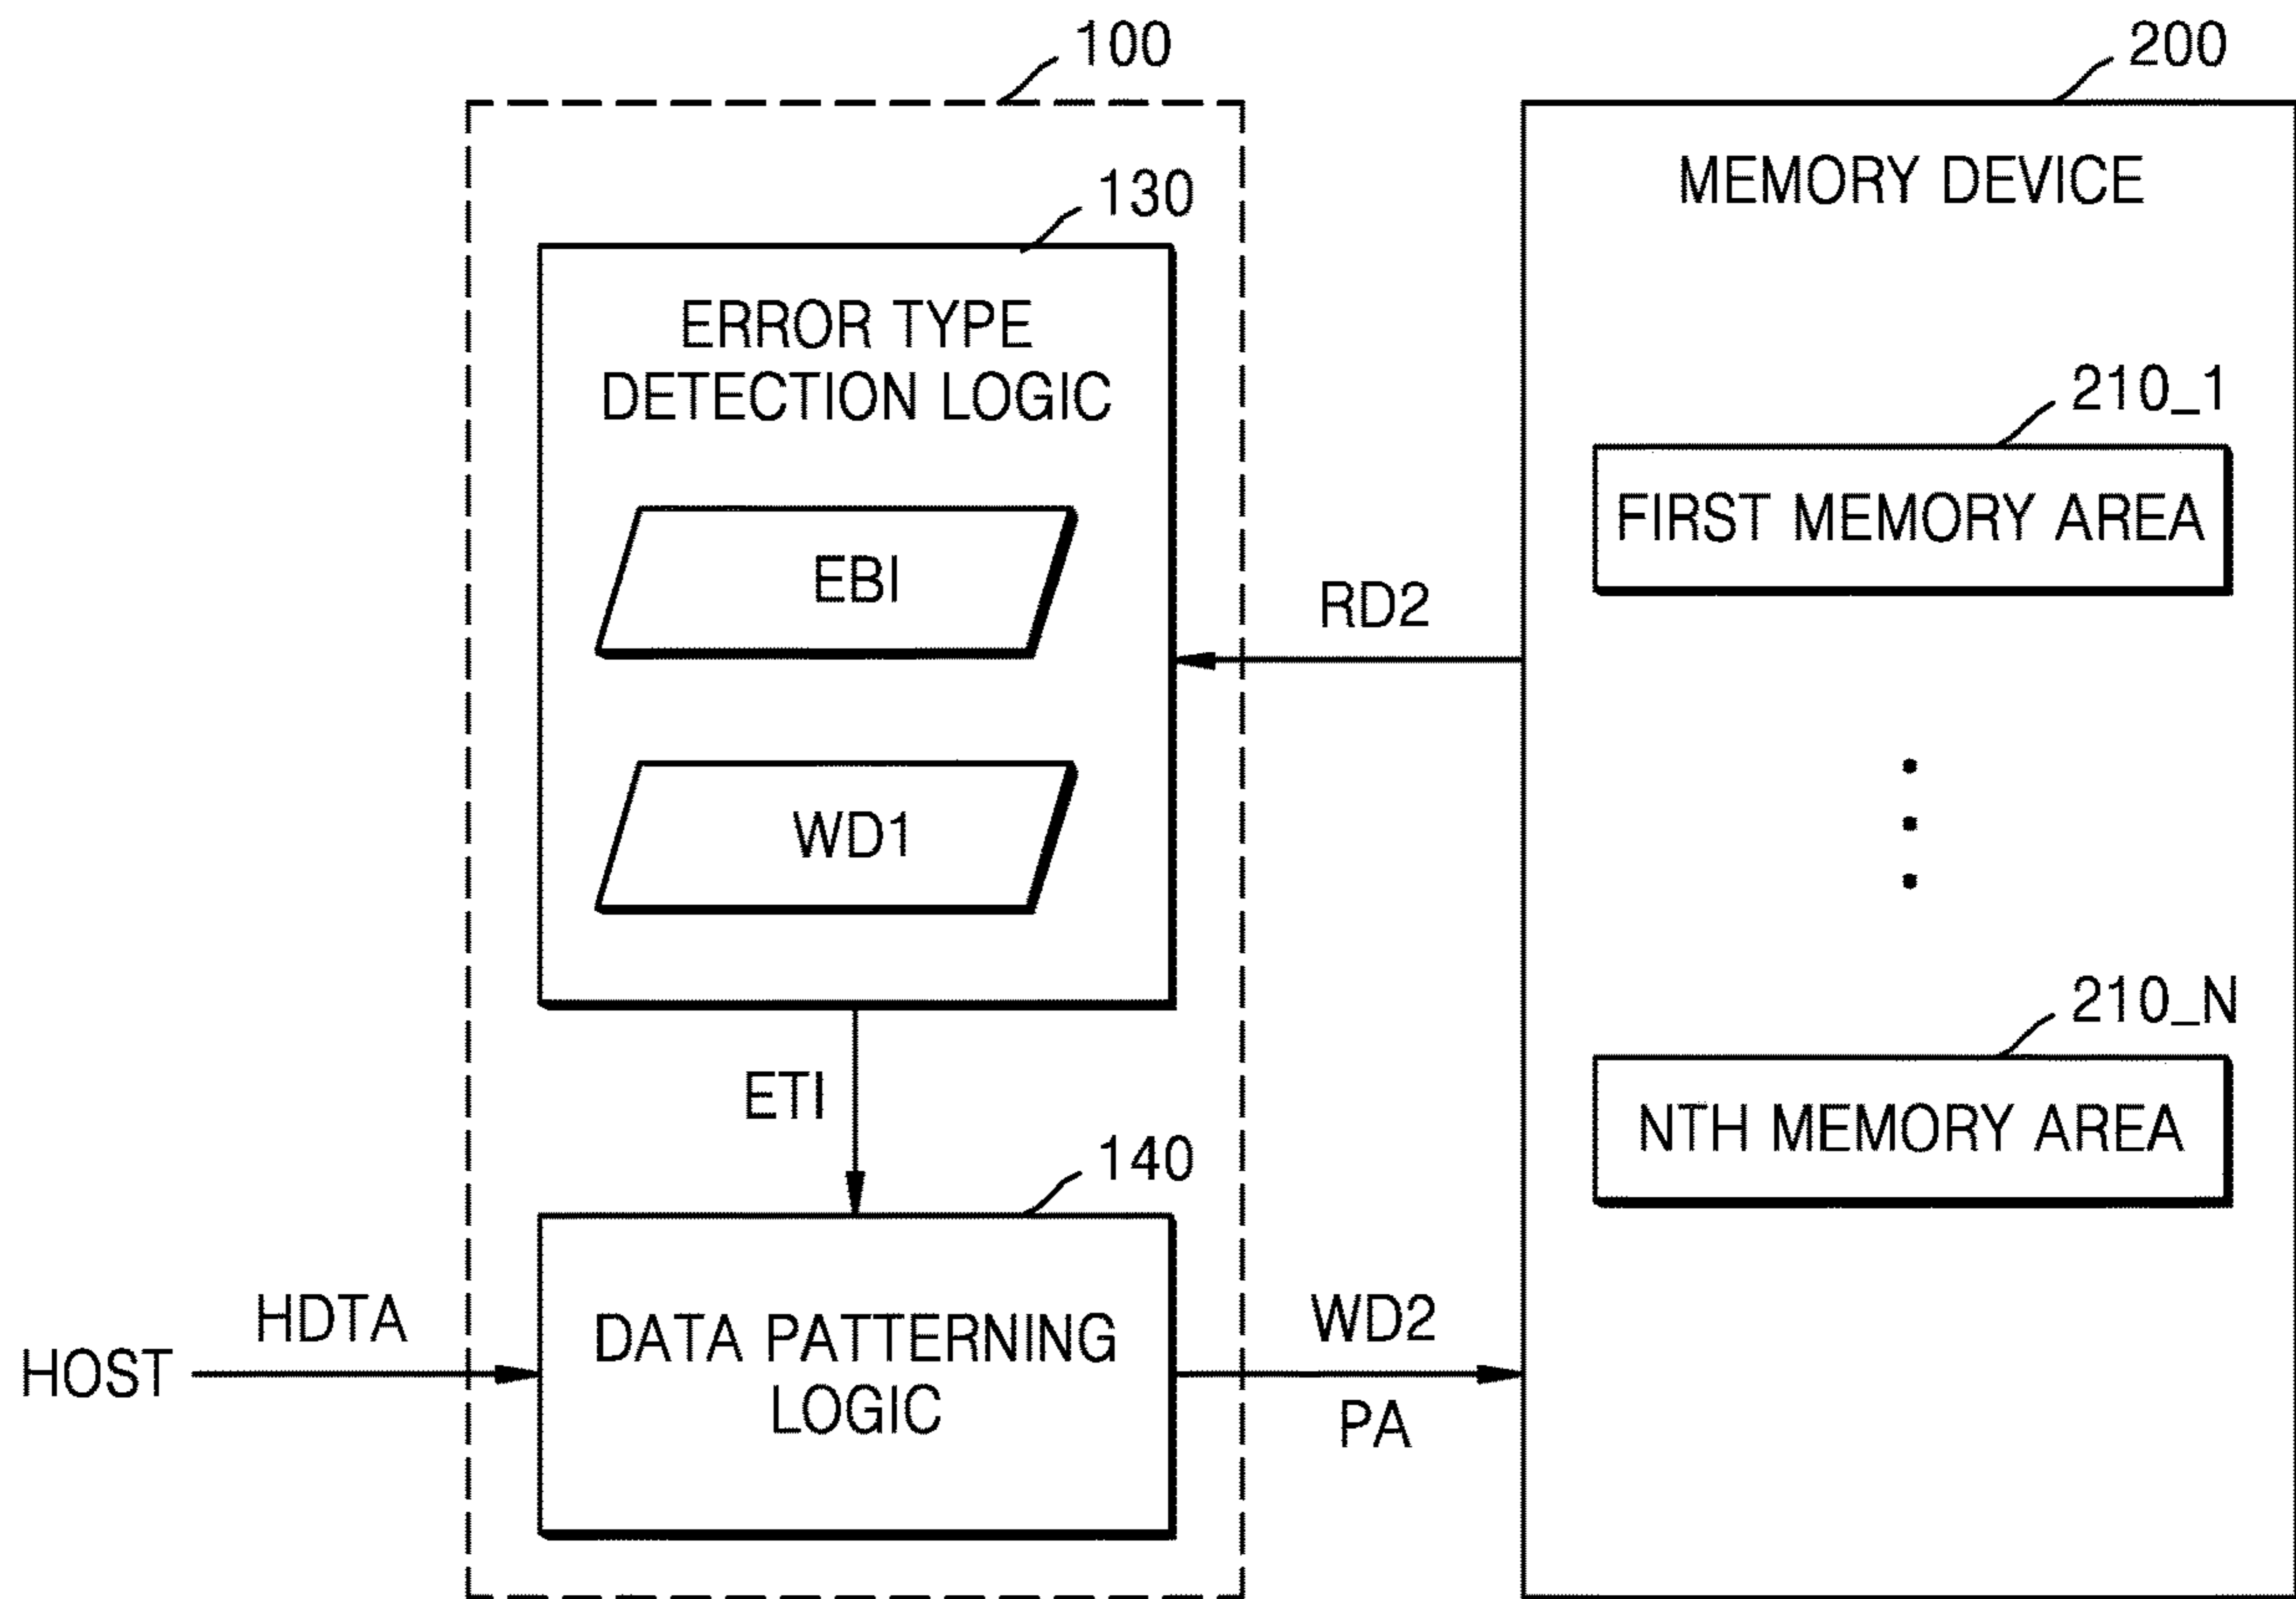 100
200
130
MEMORY DEVICE
ERROR TYPE
DETECTION LOGIC
210_1
FIRST MEMORY AREA
EBI
RD2
WD1
210_N
ETI
NTH MEMORY AREA
140
HOST
HDTA
DATA PATTERNING
LOGIC
WD2
PA